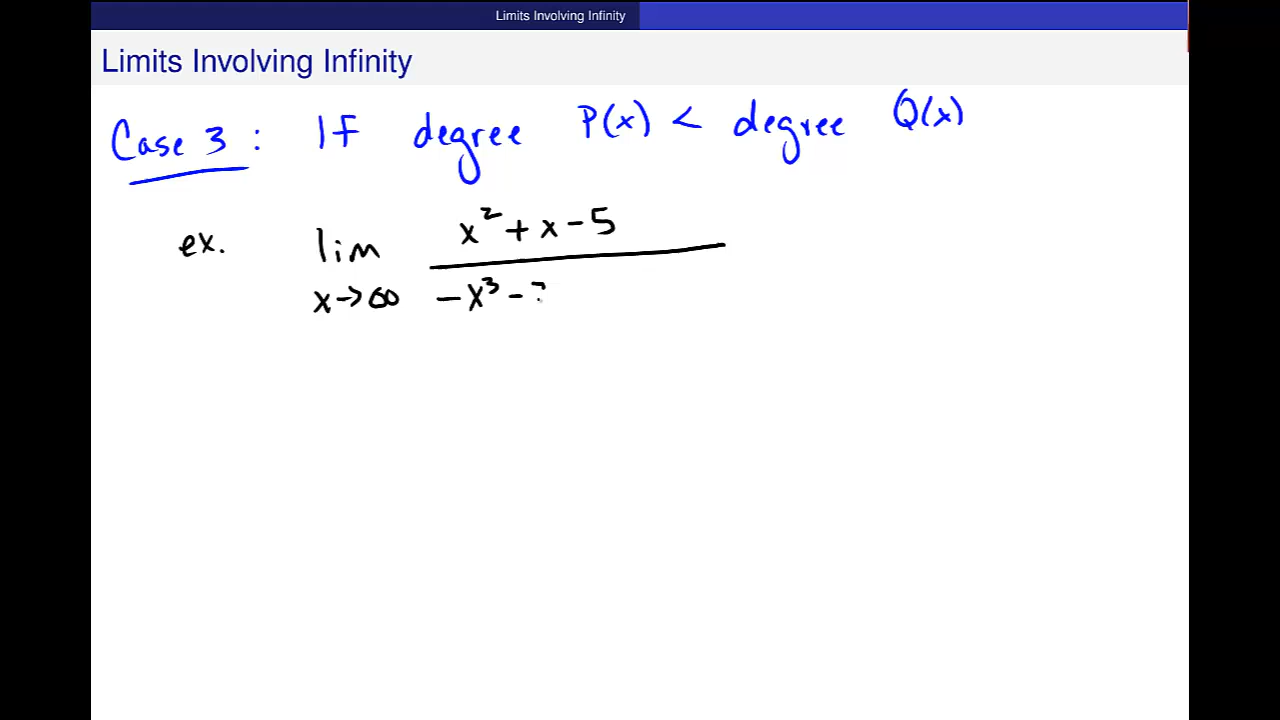 Limits Involving Infinity
Limits Involving Infinity
Case 3: If degree P(x) < degree Q(x)
ex. lim x→∞ x² + x - 5
-x³ -